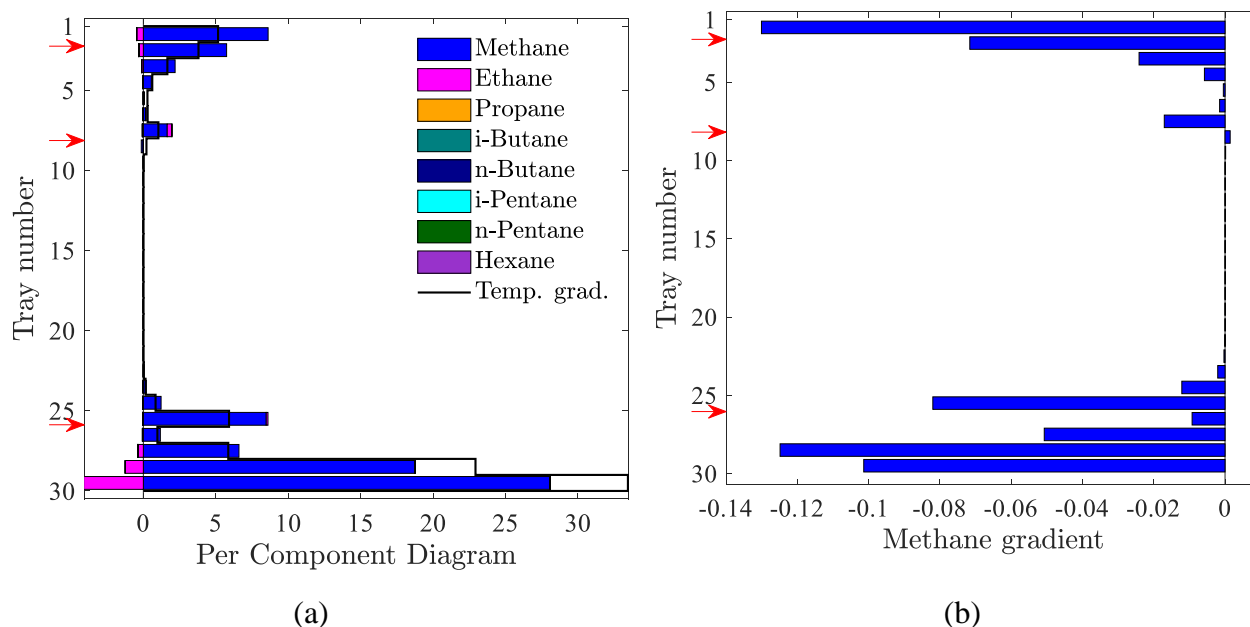 1
5
10
15
20
25
30
Tray number
0
5
10
15
20
25
30
Per Component Diagram
Methane
Ethane
Propane
i-Butane
n-Butane
i-Pentane
n-Pentane
Hexane
Temp. grad.
(a)
1
5
10
15
20
25
30
Tray number
-0.14
-0.12
-0.1
-0.08
-0.06
-0.04
-0.02
0
Methane gradient
(b)